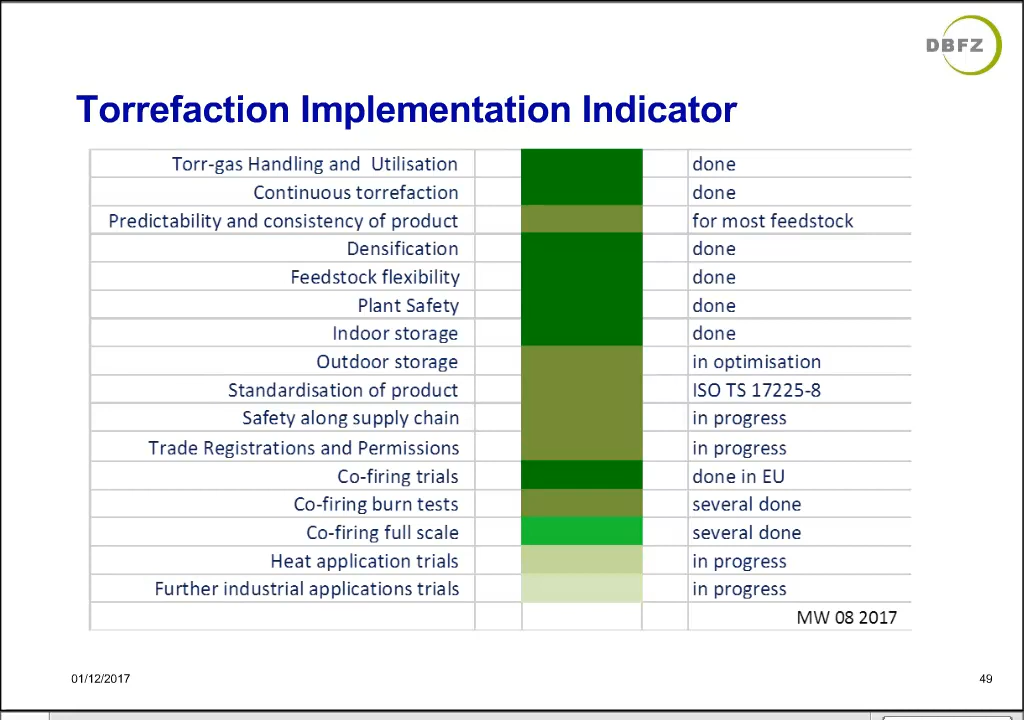 DBFZ
Torrefaction Implementation Indicator
Torr-gas Handling and Utilisation done
Continuous torrefaction done
Predictability and consistency of product for most feedstock
Densification done
Feedstock flexibility done
Plant Safety done
Indoor storage done
Outdoor storage in optimisation
Standardisation of product ISO TS 17225-8
Safety along supply chain in progress
Trade Registrations and Permissions in progress
Co-firing trials done in EU
Co-firing burn tests several done
Co-firing full scale several done
Heat application trials in progress
Further industrial applications trials in progress
MW 08 2017
01/12/2017 49